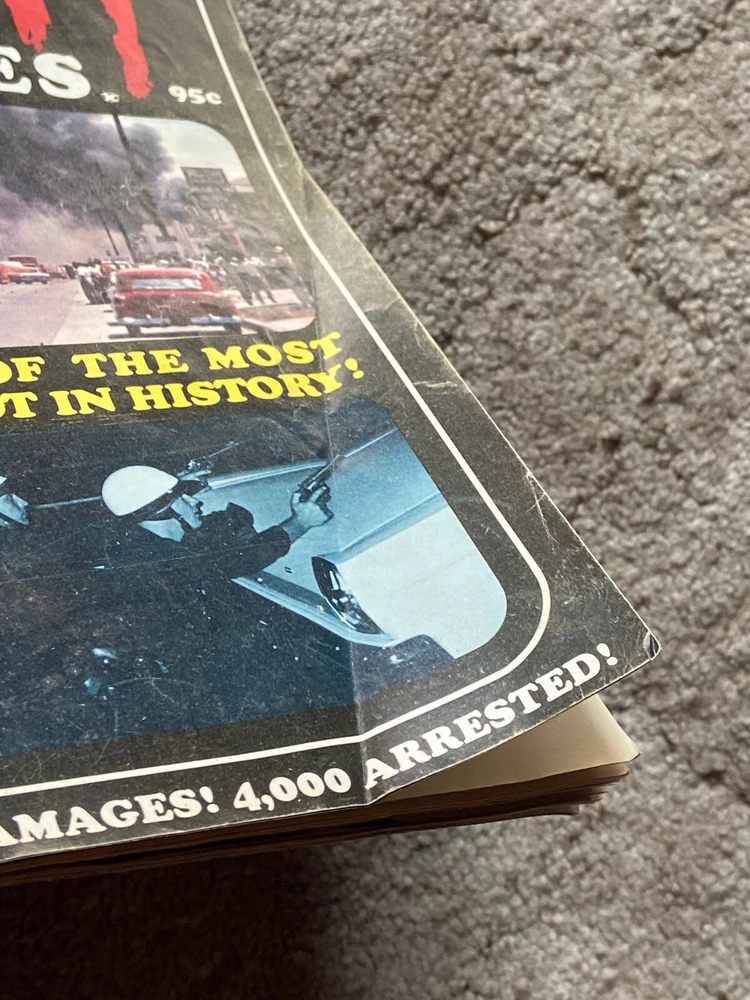 ES. 95c
OF THE MOST
UT IN HISTORY!
AMAGES! 4,000 ARRESTED!